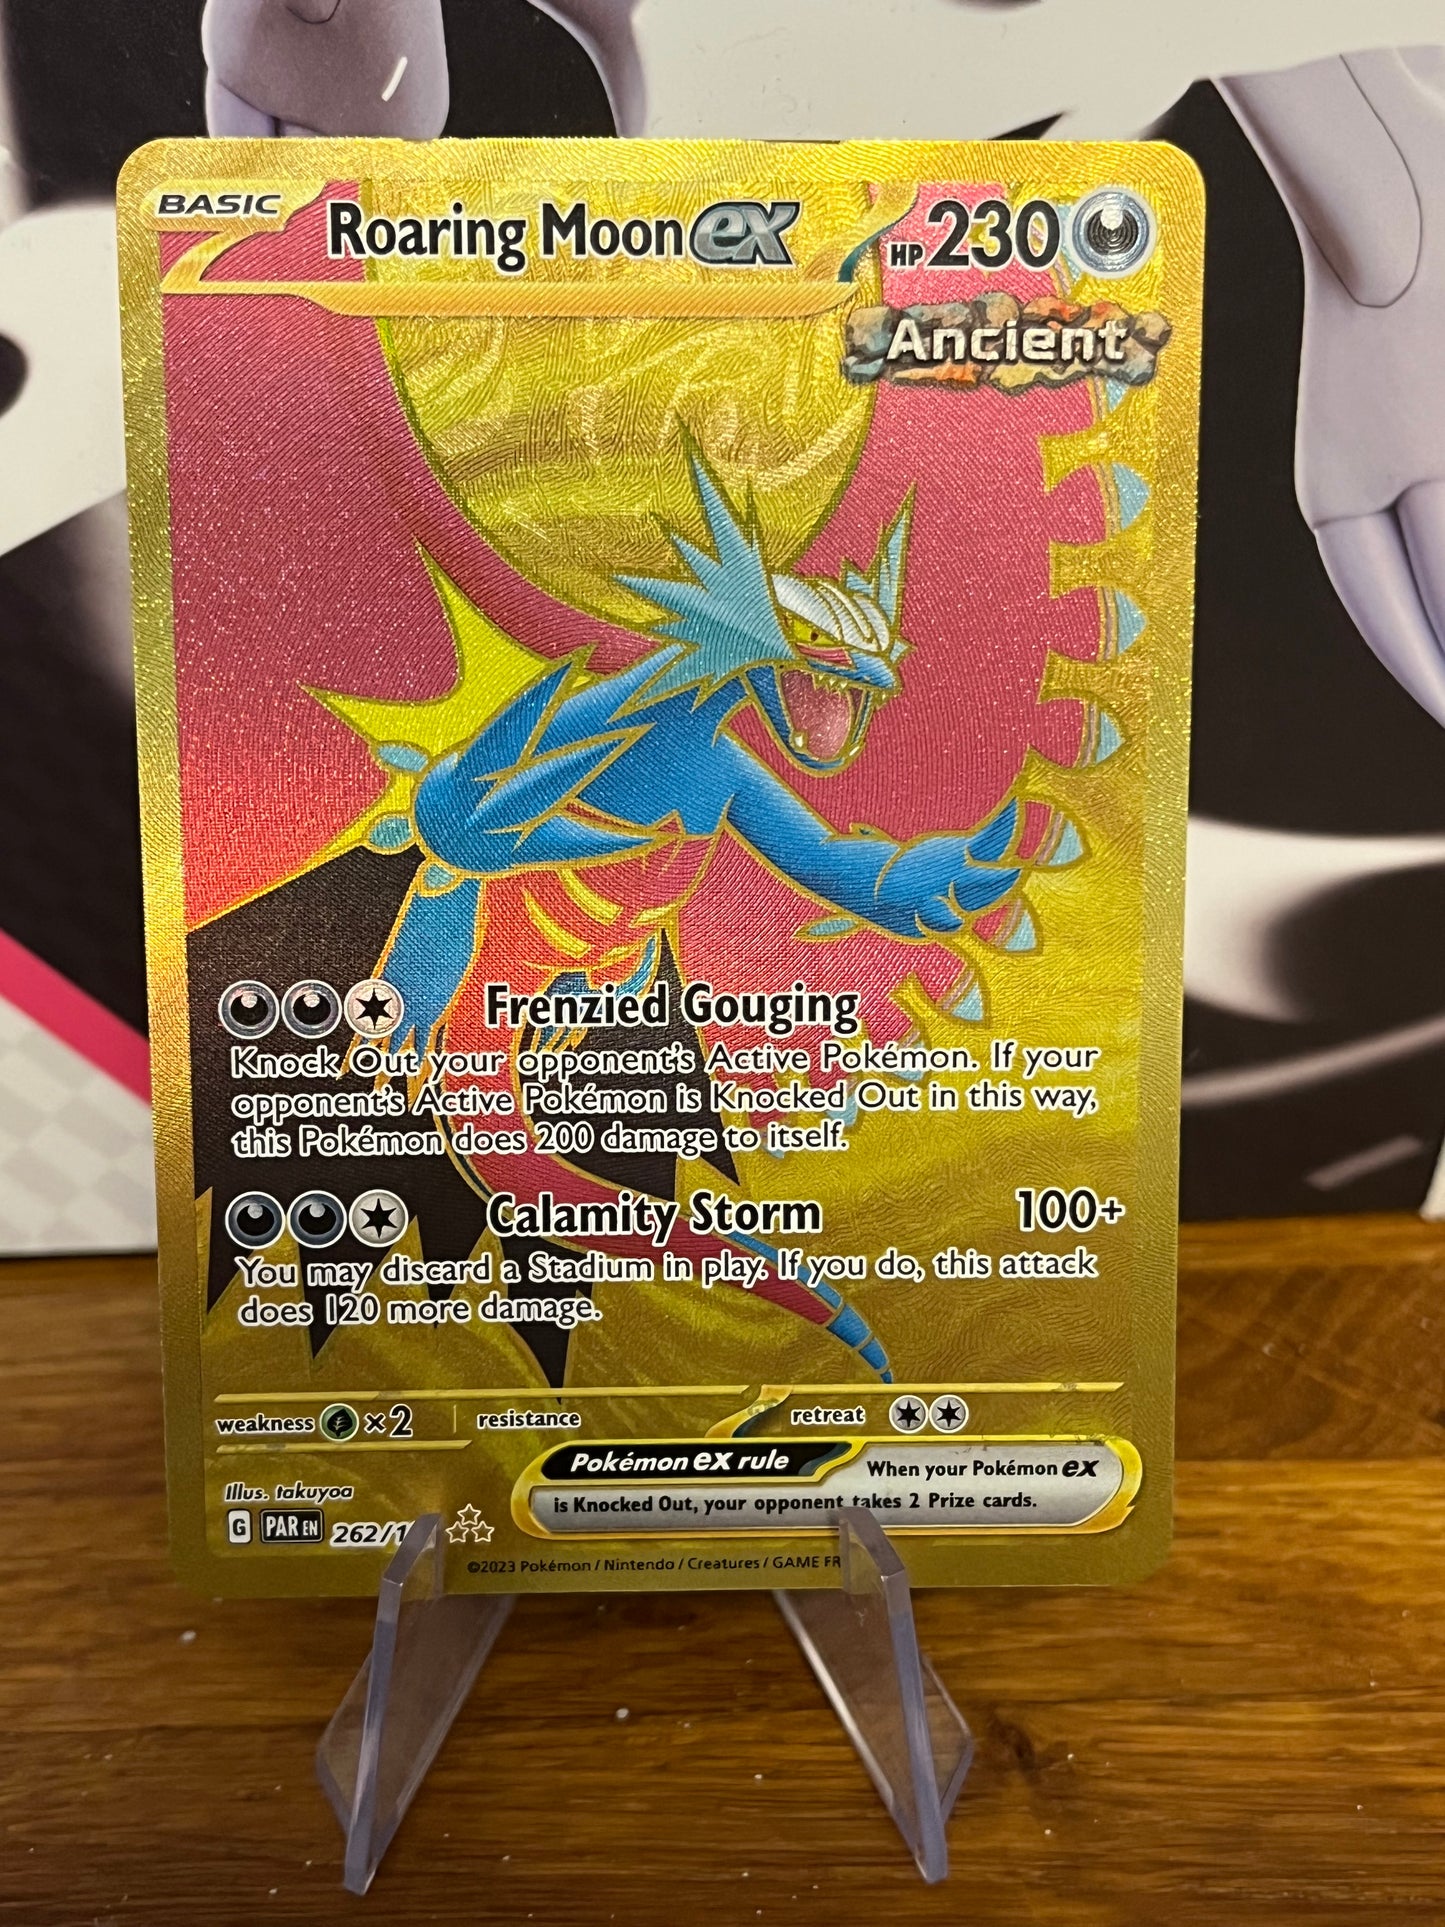 BASIC
Roaring Moon ex
HP 230
Ancient
Frenzied Gouging
Knock Out your opponent's Active Pokémon. If your
opponent's Active Pokémon is Knocked Out in this way,
this Pokémon does 200 damage to itself.
Calamity Storm 100+
You may discard a Stadium in play. If you do, this attack
does 120 more damage.
weakness ×2 resistance retreat
Pokémon ex rule When your Pokémon ex
is Knocked Out, your opponent takes 2 Prize cards.
Illus. takuyoa
G PAR EN 262/1
©2023 Pokémon / Nintendo / Creatures / GAME FR